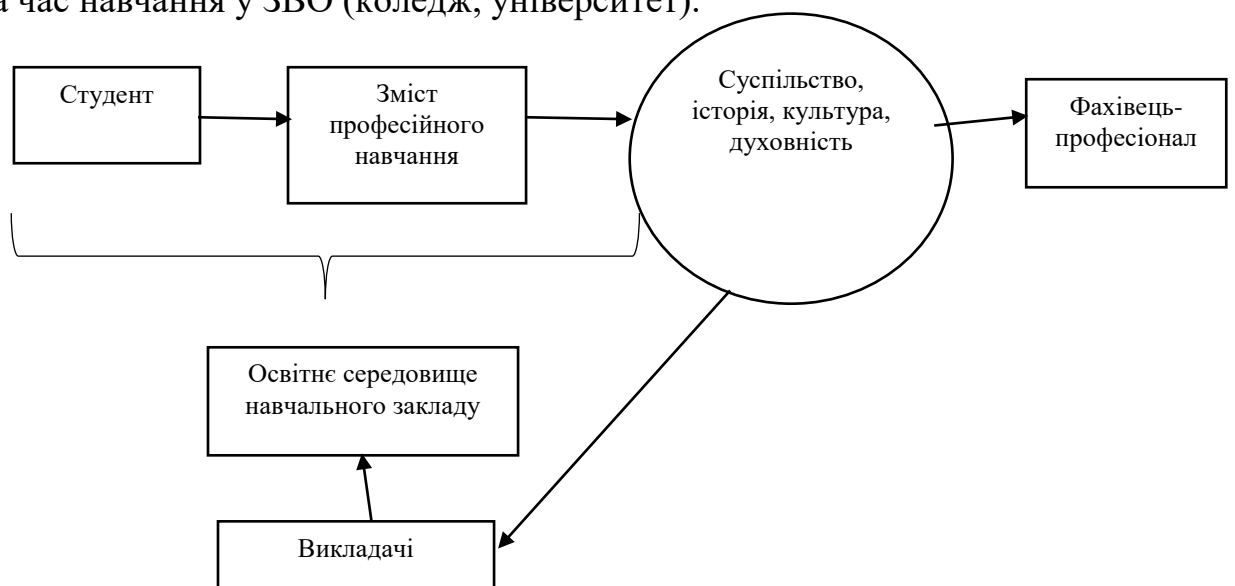 а час навчання у ЗВО (коледж, університет).
Студент
Зміст
професійного
навчання
Суспільство,
історія, культура,
духовність
Фахівець-
професіонал
Освітнє середовище
навчального закладу
Викладачі